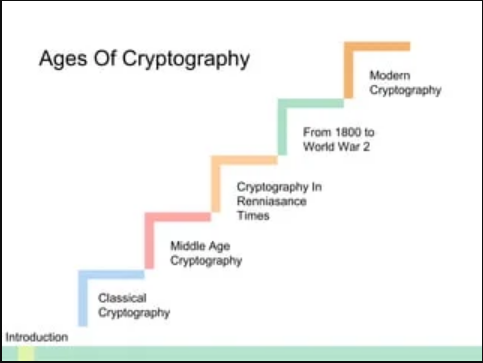 Ages Of Cryptography
Modern
Cryptography
From 1800 to
World War 2
Cryptography In
Renniasance
Times
Middle Age
Cryptography
Classical
Cryptography
Introduction